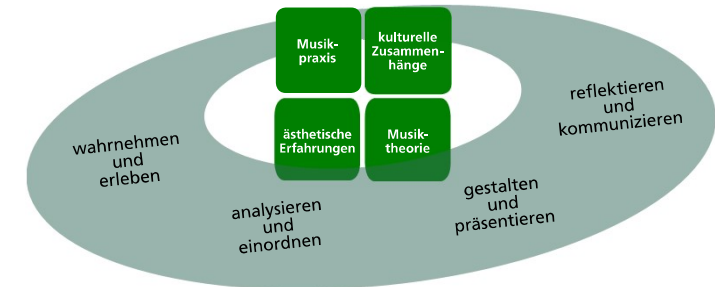 Musik-
praxis
kulturelle
Zusammen-
hänge
ästhetische
Erfahrungen
Musik-
theorie
wahrnehmen
und
erleben
analysieren
und
einordnen
gestalten
und
präsentieren
reflektieren
und
kommunizieren